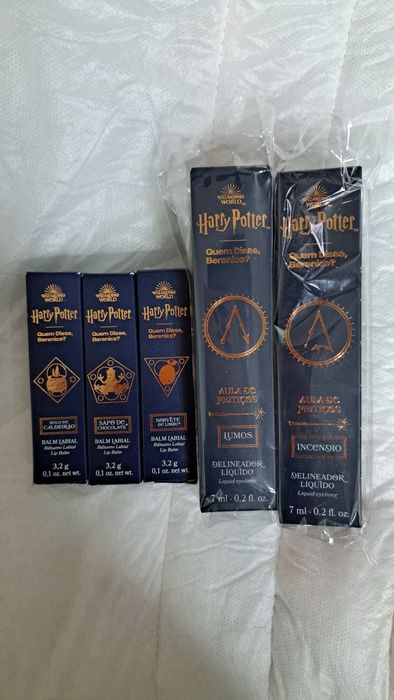 WIZARDING
WORLD
Harry Potter
Quem Disse,
Berenice?
BOLO DE
CALDEIRÃO
BALM LABIAL
Bálsamo Labial
Lip Balm
3,2 g
0,1 oz. net wt.
WIZARDING
WORLD
Harry Potter
Quem Disse,
Berenice?
SAPO DE
CHOCOLATE
BALM LABIAL
Bálsamo Labial
Lip Balm
3,2 g
0,1 oz. net wt.
WIZARDING
WORLD
Harry Potter
Quem Disse,
Berenice?
SORVETE
DE LIMÃO
BALM LABIAL
Bálsamo Labial
Lip Balm
3,2 g
0,1 oz. net wt.
WIZARDING
WORLD
Harry Potter
Quem Disse,
Berenice?
AULA DE
FEITIÇOS
LUMOS
DELINEADOR
LÍQUIDO
Liquid eyeliner
7 ml - 0.2 fl. oz.
WIZARDING
WORLD
Harry Potter
Quem Disse,
Berenice?
AULA DE
FEITIÇOS
INCENDIO
DELINEADOR
LÍQUIDO
Liquid eyeliner
7 ml - 0.2 fl. oz.